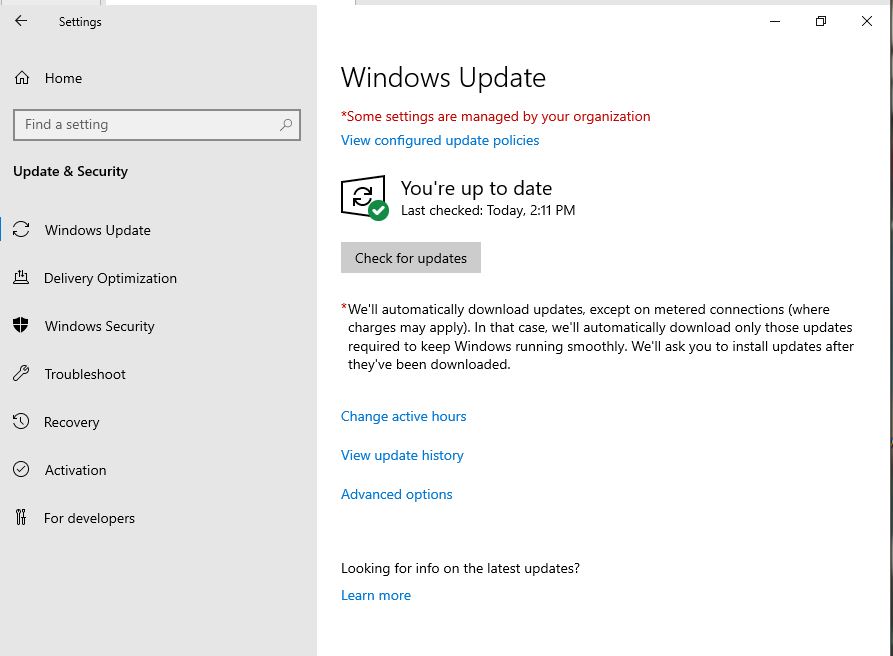 Settings
Home
Find a setting
Update & Security
Windows Update
Delivery Optimization
Windows Security
Troubleshoot
Recovery
Activation
For developers
Windows Update
*Some settings are managed by your organization
View configured update policies
You're up to date
Last checked: Today, 2:11 PM
Check for updates
*We'll automatically download updates, except on metered connections (where
charges may apply). In that case, we'll automatically download only those updates
required to keep Windows running smoothly. We'll ask you to install updates after
they've been downloaded.
Change active hours
View update history
Advanced options
Looking for info on the latest updates?
Learn more